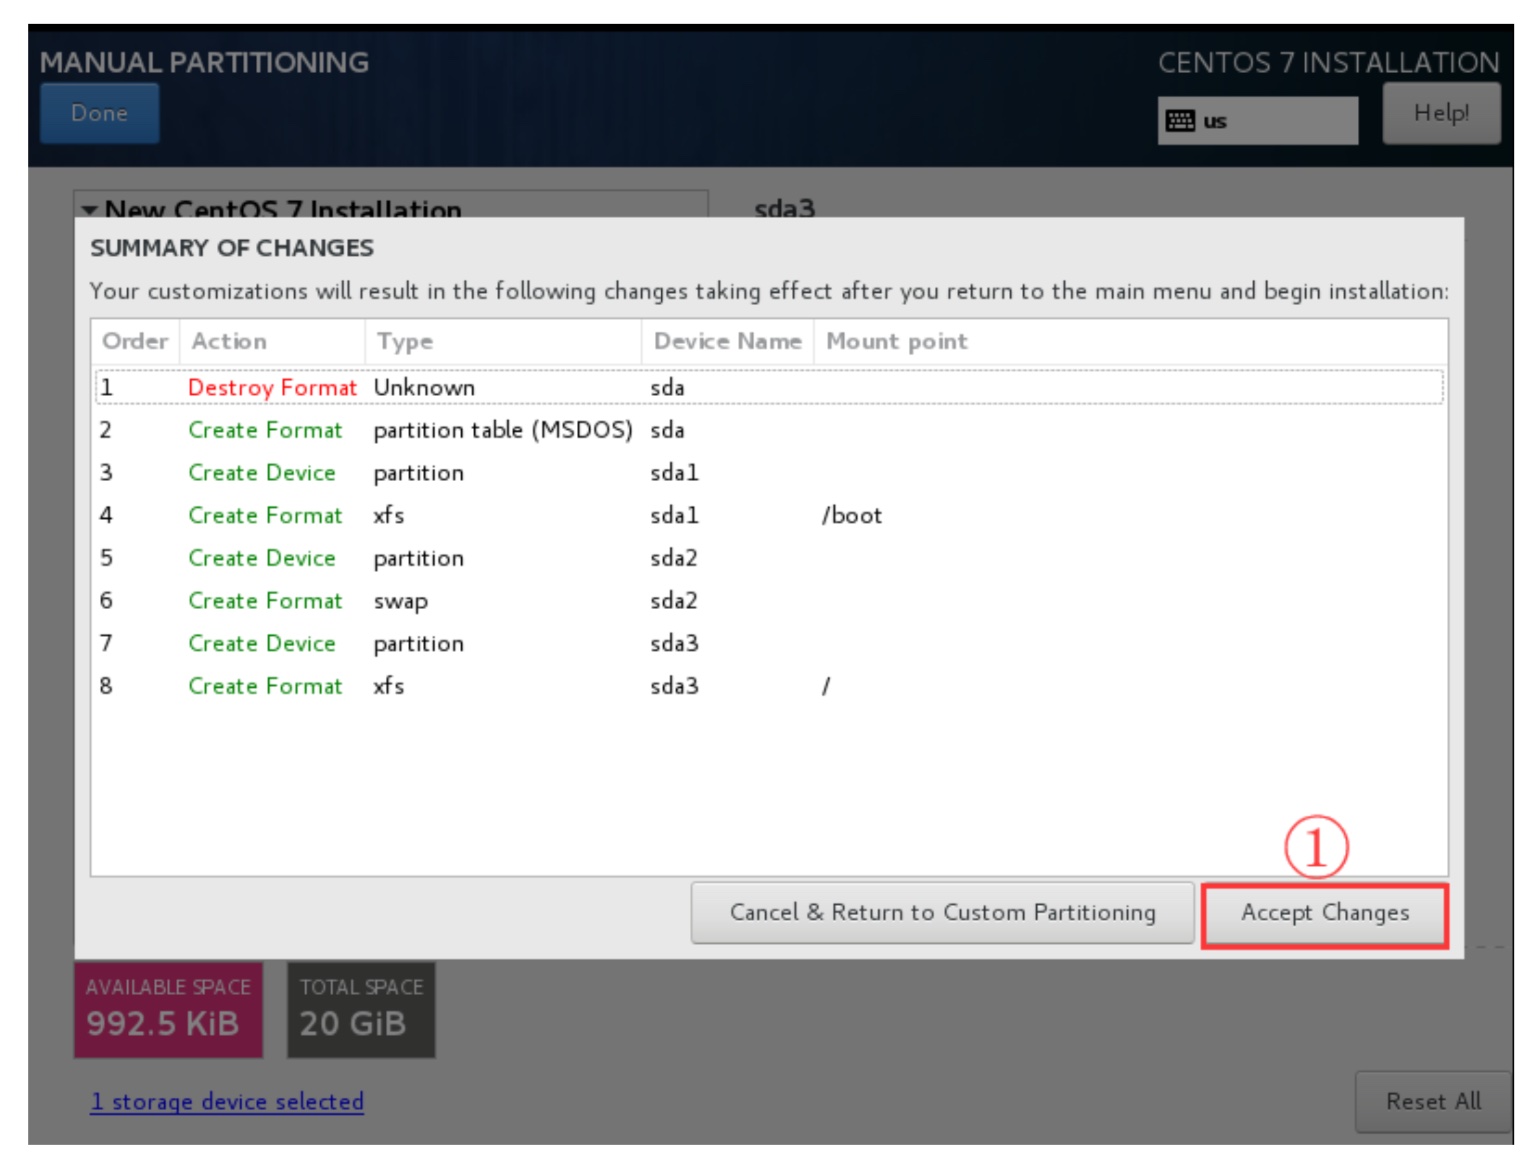 MANUAL PARTITIONING
CENTOS 7 INSTALLATION
Done
us
Help!
New CentOS 7 Installation
sda3
SUMMARY OF CHANGES
Your customizations will result in the following changes taking effect after you return to the main menu and begin installation:
Order Action Type Device Name Mount point
1 Destroy Format Unknown sda
2 Create Format partition table (MSDOS) sda
3 Create Device partition sda1
4 Create Format xfs sda1 /boot
5 Create Device partition sda2
6 Create Format swap sda2
7 Create Device partition sda3
8 Create Format xfs sda3 /
①
Cancel & Return to Custom Partitioning
Accept Changes
AVAILABLE SPACE
992.5 KiB
TOTAL SPACE
20 GiB
1 storage device selected
Reset All